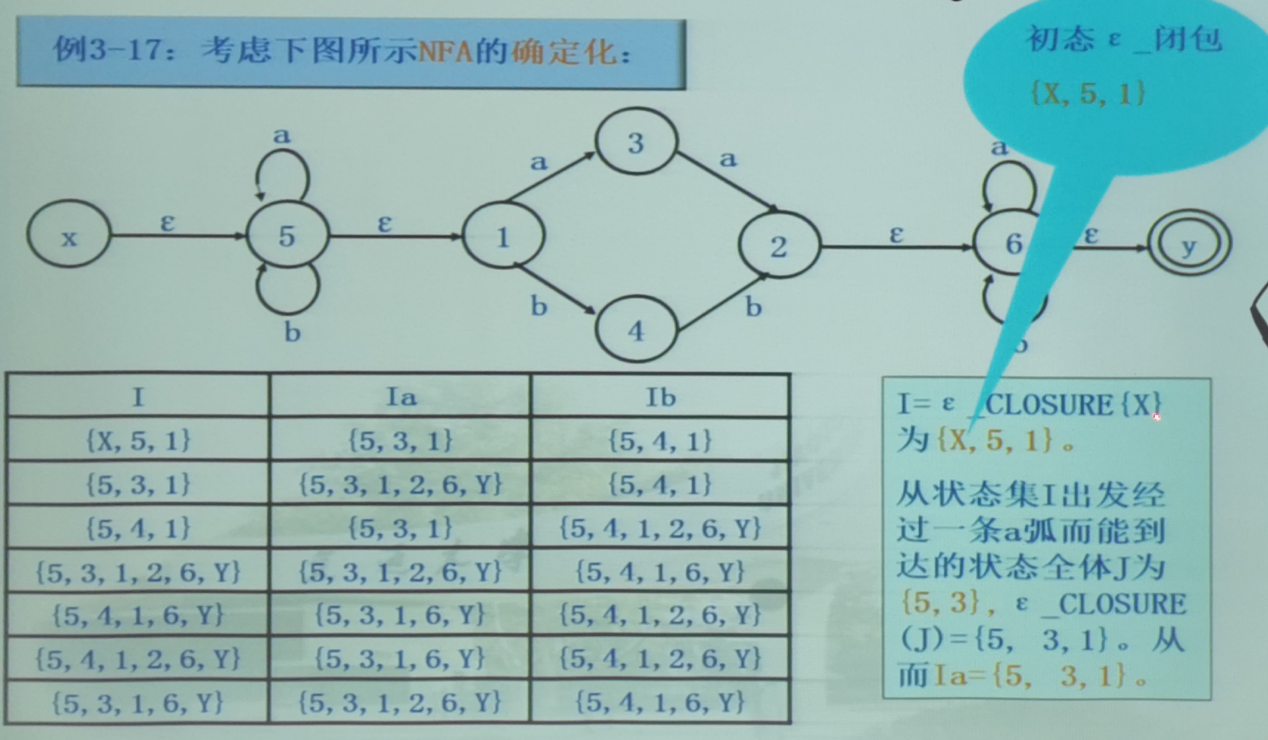 例3-17：考虑下图所示NFA的确定化：
初态ε_闭包
{X,5,1}
a
3
a
a
a
ε
ε
ε
ε
x
5
1
2
6
y
b
b
b
4
I
Ia
Ib
{X,5,1}
{5,3,1}
{5,4,1}
{5,3,1}
{5,3,1,2,6,Y}
{5,4,1}
{5,4,1}
{5,3,1}
{5,4,1,2,6,Y}
{5,3,1,2,6,Y}
{5,3,1,2,6,Y}
{5,4,1,6,Y}
{5,4,1,6,Y}
{5,3,1,6,Y}
{5,4,1,2,6,Y}
{5,4,1,2,6,Y}
{5,3,1,6,Y}
{5,4,1,2,6,Y}
{5,3,1,6,Y}
{5,3,1,2,6,Y}
{5,4,1,6,Y}
I=ε_CLOSURE{X}
为{X,5,1}。
从状态集I出发经
过一条a弧而能到
达的状态全体J为
{5,3}，ε_CLOSURE
(J)={5, 3,1}。从
而Ia={5, 3,1}。